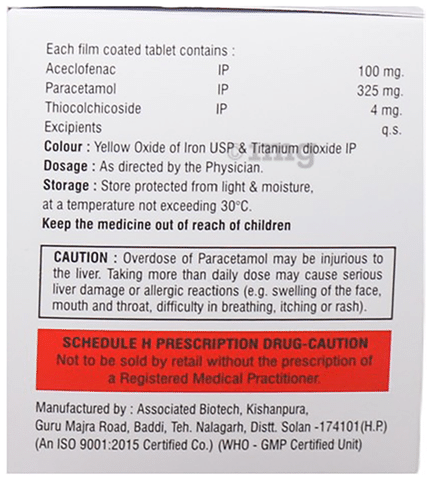 Each film coated tablet contains :
Aceclofenac IP 100 mg.
Paracetamol IP 325 mg.
Thiocolchicoside IP 4 mg.
Excipients q.s.
Colour : Yellow Oxide of Iron USP & Titanium dioxide IP
Dosage : As directed by the Physician.
1mg
Storage : Store protected from light & moisture,
at a temperature not exceeding 30°C.
Keep the medicine out of reach of children
CAUTION : Overdose of Paracetamol may be injurious to
the liver. Taking more than daily dose may cause serious
liver damage or allergic reactions (e.g. swelling of the face,
mouth and throat, difficulty in breathing, itching or rash).
SCHEDULE H PRESCRIPTION DRUG-CAUTION
Not to be sold by retail without the prescription of
a Registered Medical Practitioner.
Manufactured by : Associated Biotech, Kishanpura,
Guru Majra Road, Baddi, Teh. Nalagarh, Distt. Solan -174101(H.P.)
(An ISO 9001:2015 Certified Co.) (WHO - GMP Certified Unit)